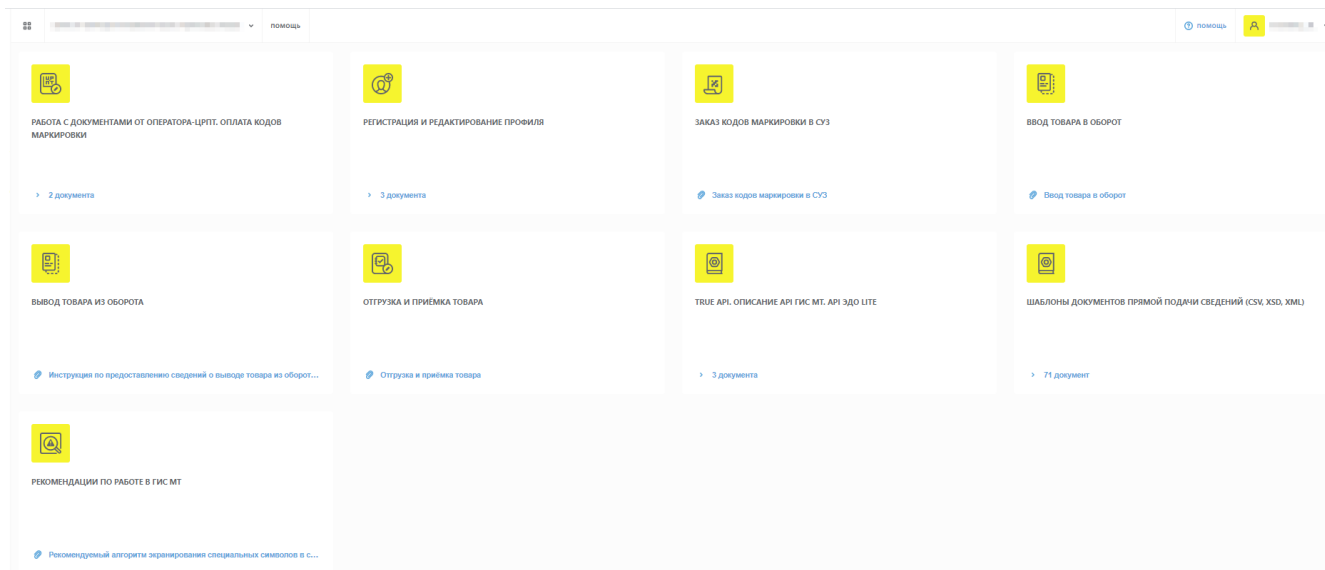 помощь
помощь
РАБОТА С ДОКУМЕНТАМИ ОТ ОПЕРАТОРА-ЦРПТ. ОПЛАТА КОДОВ
МАРКИРОВКИ
2 документа
РЕГИСТРАЦИЯ И РЕДАКТИРОВАНИЕ ПРОФИЛЯ
3 документа
ЗАКАЗ КОДОВ МАРКИРОВКИ В СУЗ
Заказ кодов маркировки в СУЗ
ВВОД ТОВАРА В ОБОРОТ
Ввод товара в оборот
ВЫВОД ТОВАРА ИЗ ОБОРОТА
Инструкция по предоставлению сведений о выводе товара из оборот...
ОТГРУЗКА И ПРИЁМКА ТОВАРА
Отгрузка и приёмка товара
TRUE API. ОПИСАНИЕ API ГИС МТ. API ЭДО LITE
3 документа
ШАБЛОНЫ ДОКУМЕНТОВ ПРЯМОЙ ПОДАЧИ СВЕДЕНИЙ (CSV, XSD, XML)
71 документ
РЕКОМЕНДАЦИИ ПО РАБОТЕ В ГИС МТ
Рекомендуемый алгоритм экранирования специальных символов в с...